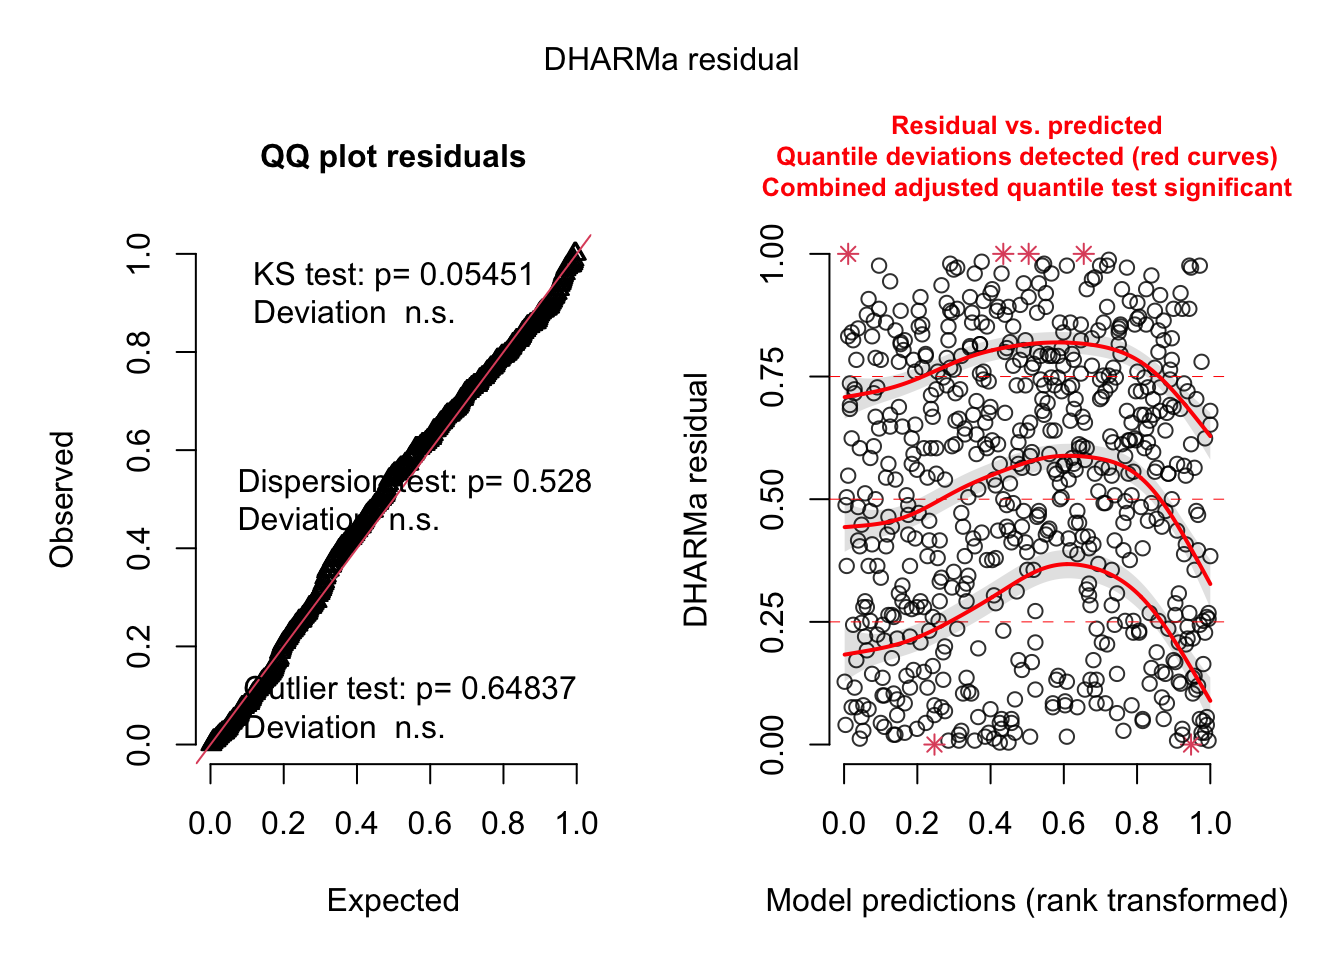 DHARMa residual
QQ plot residuals
KS test: p= 0.05451
Deviation  n.s.
Dispersion test: p= 0.528
Deviation  n.s.
Outlier test: p= 0.64837
Deviation  n.s.
Observed
0.0 0.2 0.4 0.6 0.8 1.0
0.0 0.2 0.4 0.6 0.8 1.0
Expected
Residual vs. predicted
Quantile deviations detected (red curves)
Combined adjusted quantile test significant
DHARMa residual
0.00 0.25 0.50 0.75 1.00
0.0 0.2 0.4 0.6 0.8 1.0
Model predictions (rank transformed)